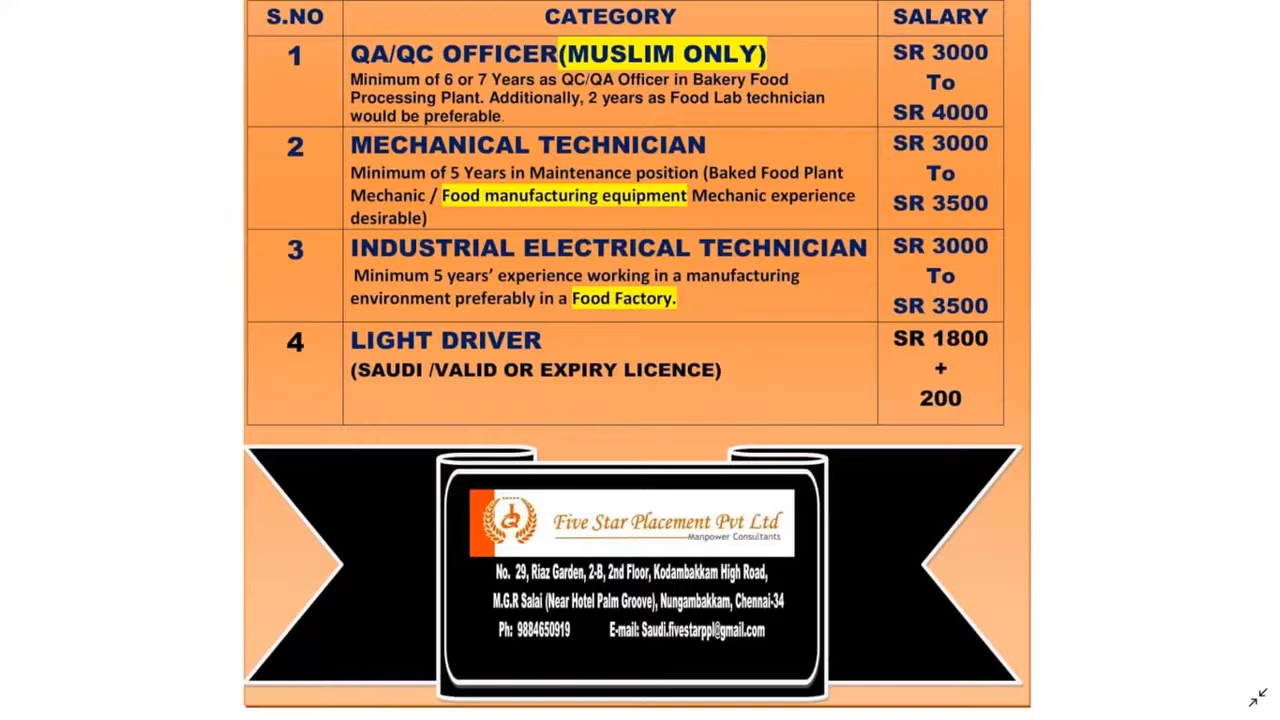 S.NO CATEGORY SALARY
1 QA/QC OFFICER(MUSLIM ONLY) SR 3000
Minimum of 6 or 7 Years as QC/QA Officer in Bakery Food To
Processing Plant. Additionally, 2 years as Food Lab technician
would be preferable. SR 4000
2 MECHANICAL TECHNICIAN SR 3000
Minimum of 5 Years in Maintenance position (Baked Food Plant To
Mechanic / Food manufacturing equipment Mechanic experience SR 3500
desirable)
3 INDUSTRIAL ELECTRICAL TECHNICIAN SR 3000
Minimum 5 years’ experience working in a manufacturing To
environment preferably in a Food Factory. SR 3500
4 LIGHT DRIVER SR 1800
(SAUDI /VALID OR EXPIRY LICENCE) +
200
Five Star Placement Pvt Ltd
Manpower Consultants
No. 29, Riaz Garden, 2-B, 2nd Floor, Kodambakkam High Road,
M.G.R Salai (Near Hotel Palm Groove), Nungambakkam, Chennai-34
Ph: 9884650919 E-mail: Saudi.fivestarppl@gmail.com